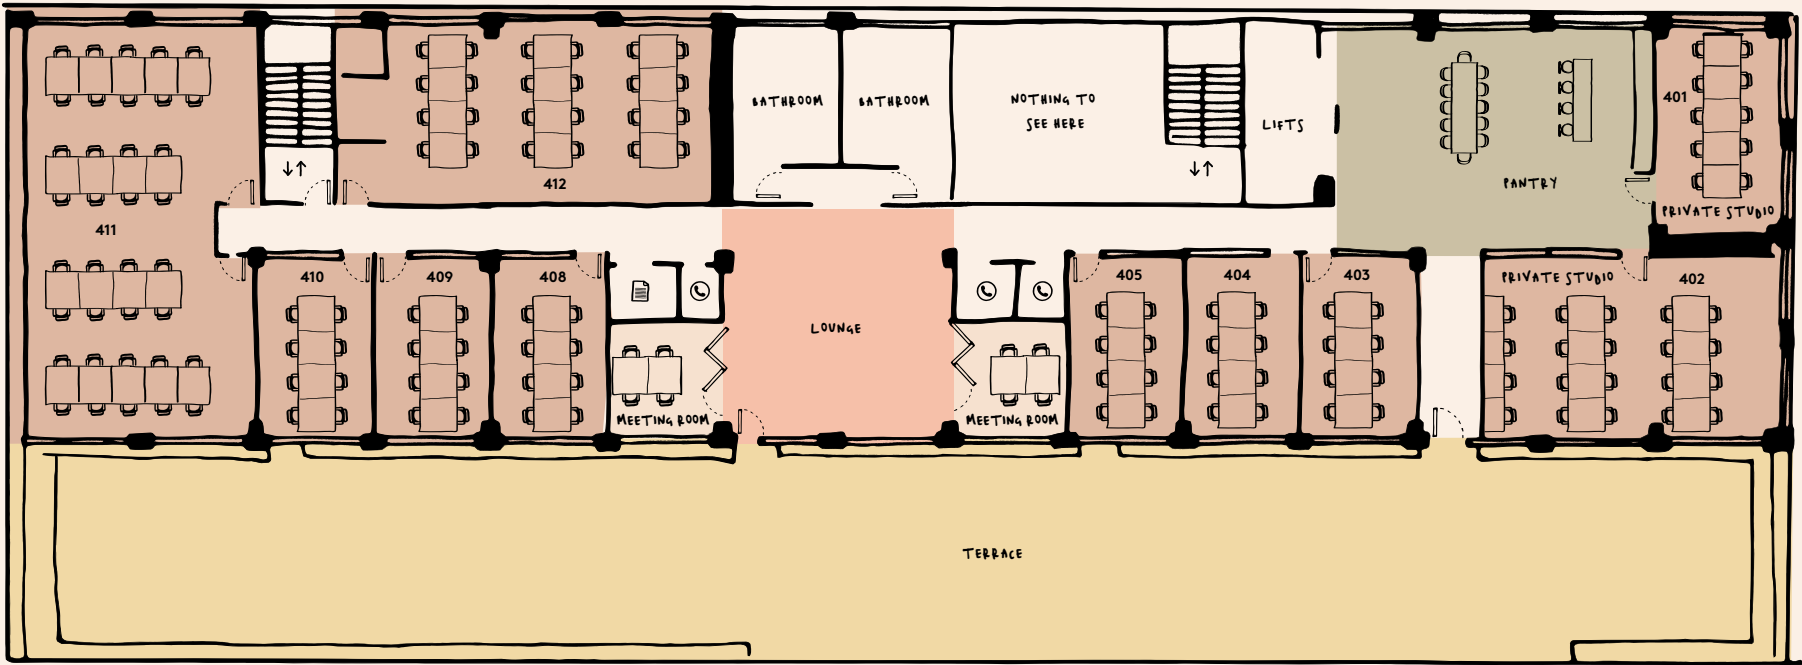 BATHROOM
BATHROOM
NOTHING TO
SEE HERE
LIFTS
401
412
PANTRY
PRIVATE STUDIO
411
410
409
408
405
404
403
PRIVATE STUDIO
402
LOUNGE
MEETING ROOM
MEETING ROOM
TERRACE